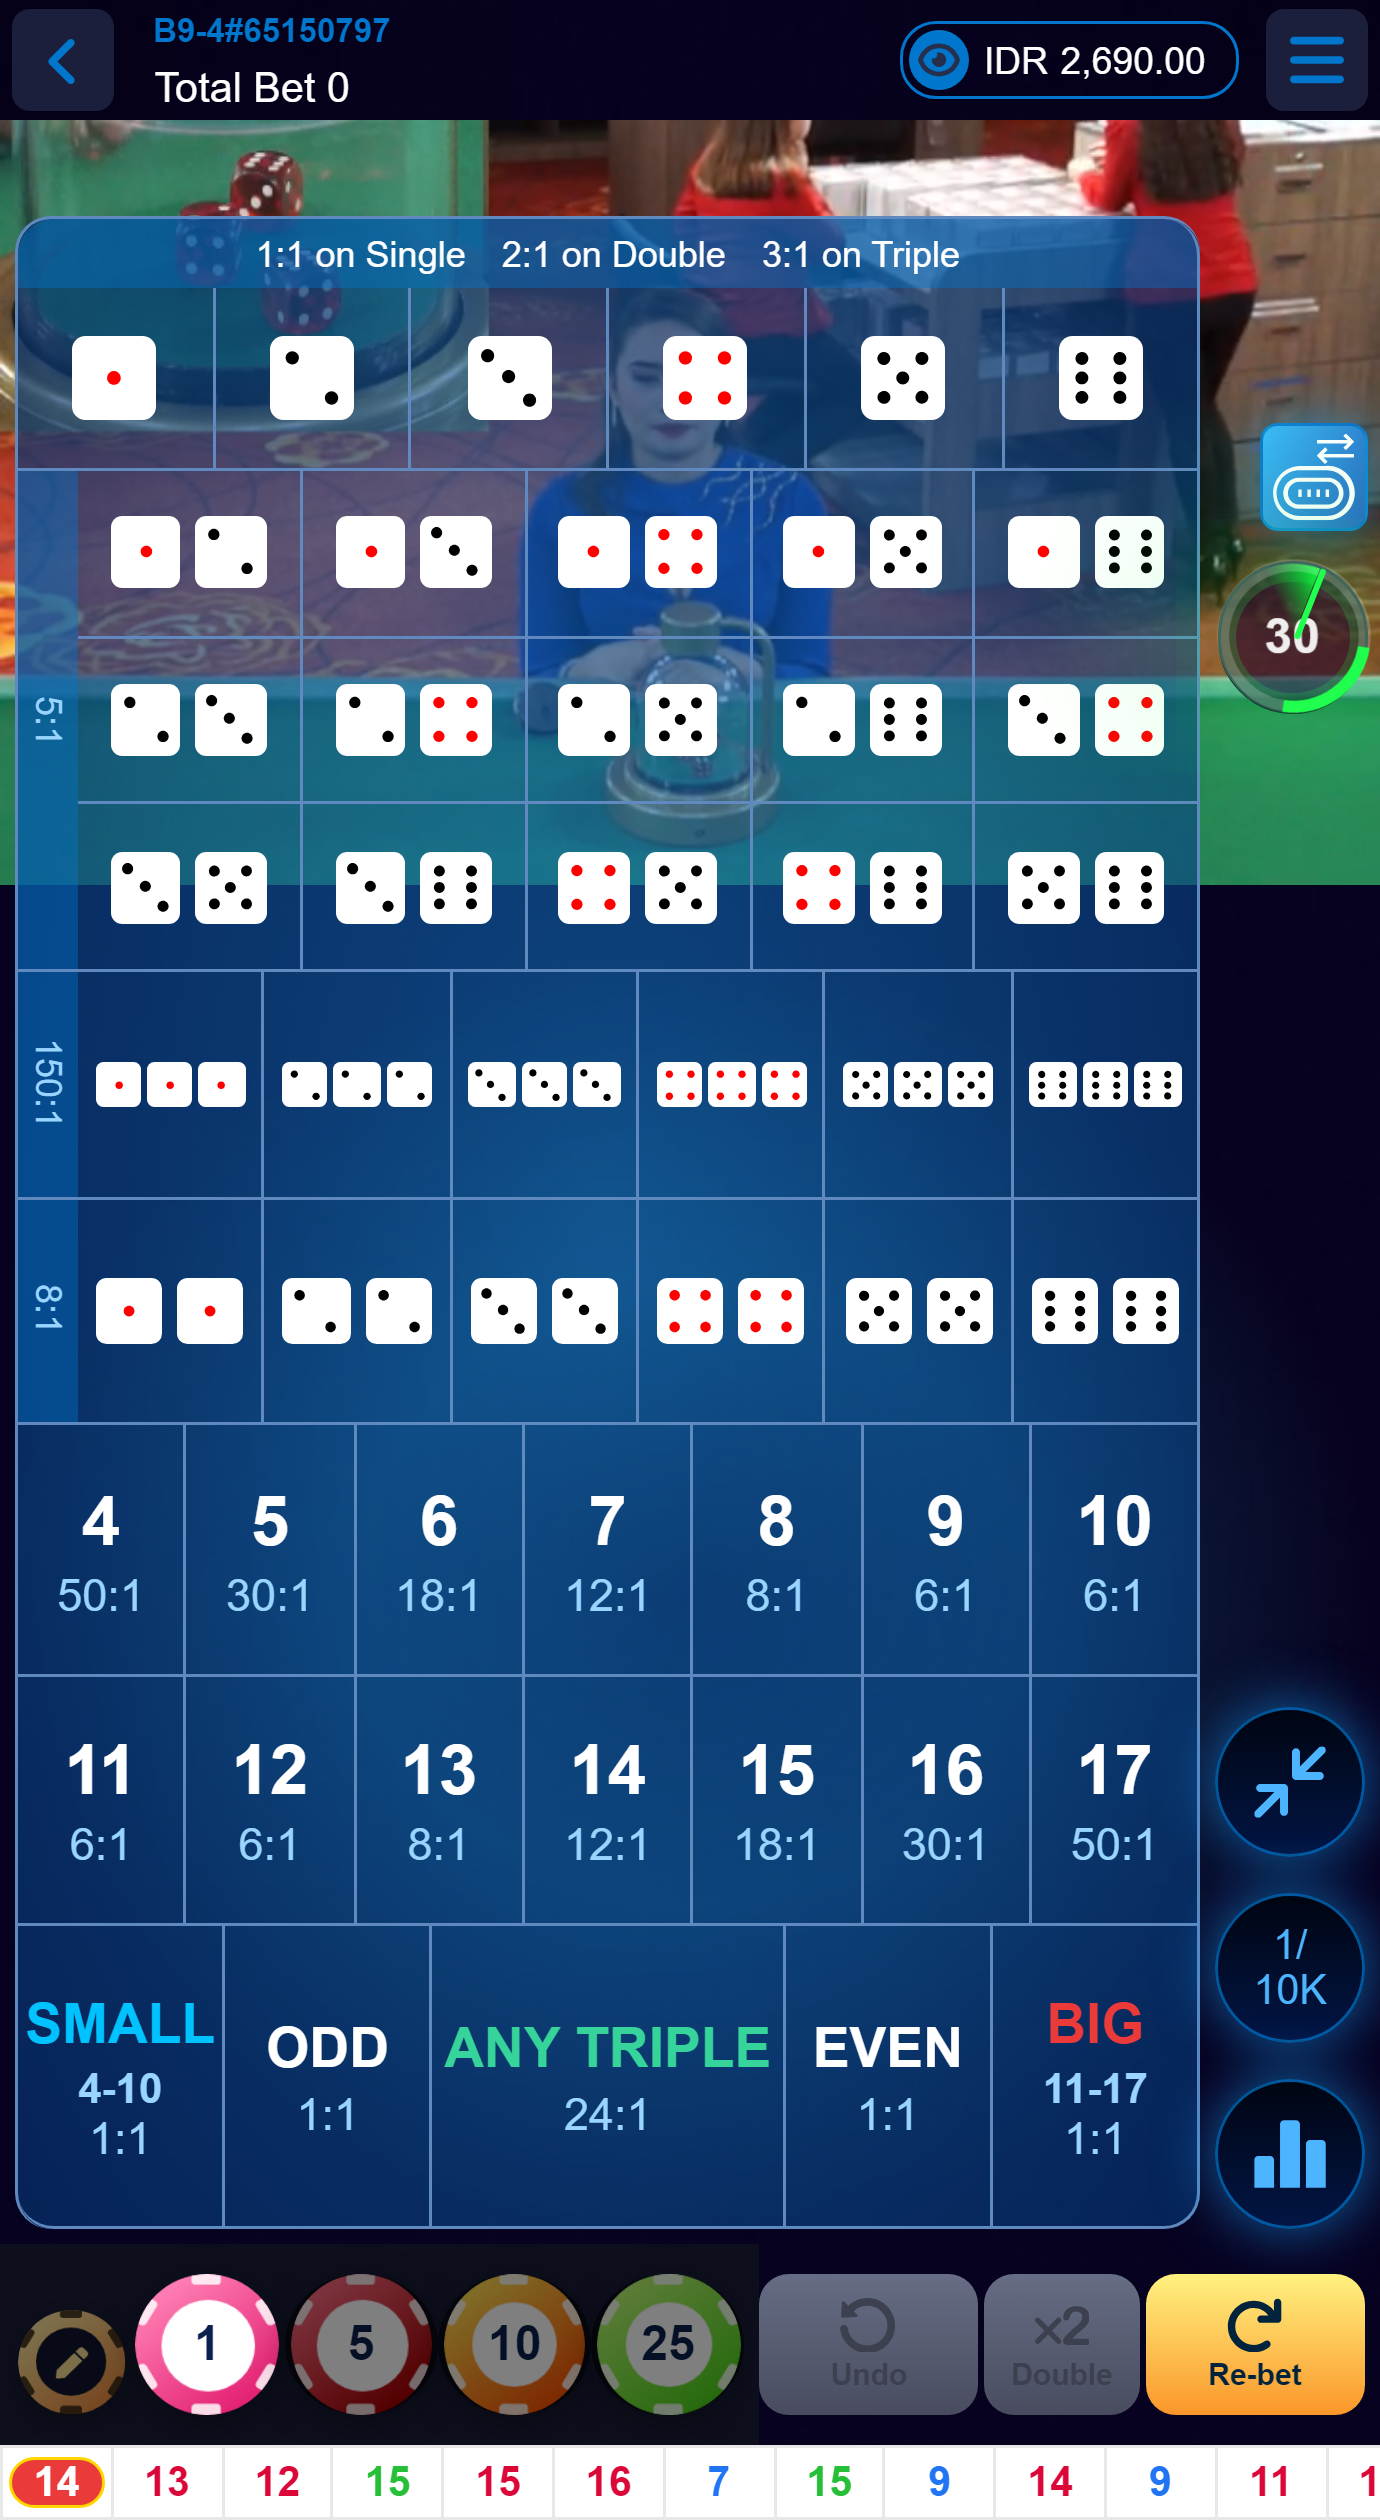 B9-4#65150797
Total Bet 0
IDR 2,690.00
1:1 on Single 2:1 on Double 3:1 on Triple
30
5:1
150:1
8:1
4 5 6 7 8 9 10
50:1 30:1 18:1 12:1 8:1 6:1 6:1
11 12 13 14 15 16 17
6:1 6:1 8:1 12:1 18:1 30:1 50:1
1/
10K
SMALL
4-10
1:1
ODD
1:1
ANY TRIPLE
24:1
EVEN
1:1
BIG
11-17
1:1
1 5 10 25
Undo
x2
Double
Re-bet
14 13 12 15 15 16 7 15 9 14 9 11